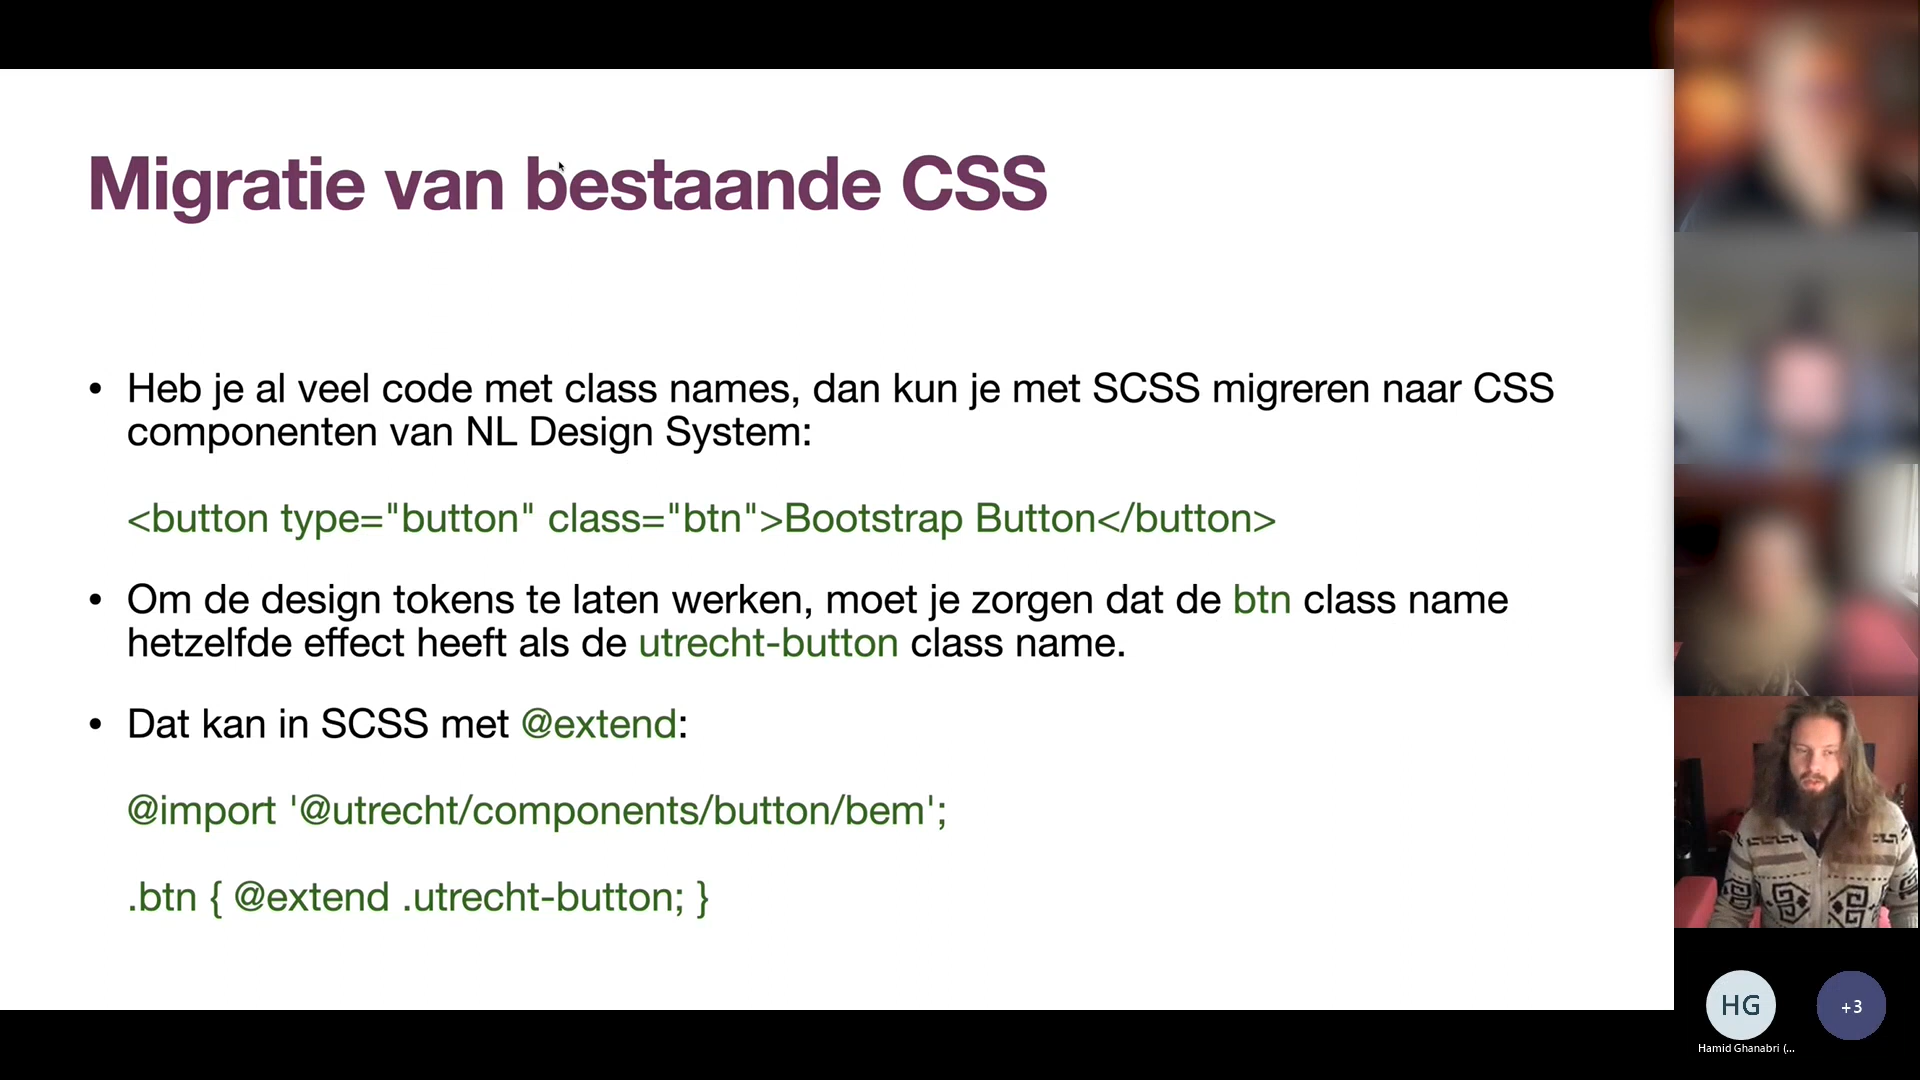 Migratie van bestaande CSS
• Heb je al veel code met class names, dan kun je met SCSS migreren naar CSS
componenten van NL Design System:
<button type="button" class="btn">Bootstrap Button</button>
• Om de design tokens te laten werken, moet je zorgen dat de btn class name
hetzelfde effect heeft als de utrecht-button class name.
• Dat kan in SCSS met @extend:
@import '@utrecht/components/button/bem';
.btn { @extend .utrecht-button; }
HG
+3
Hamid Ghanabri (...